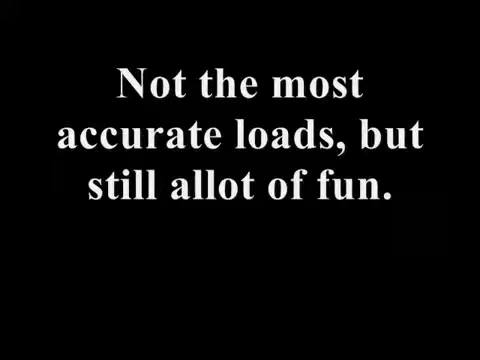 Not the most
accurate loads, but
still allot of fun.